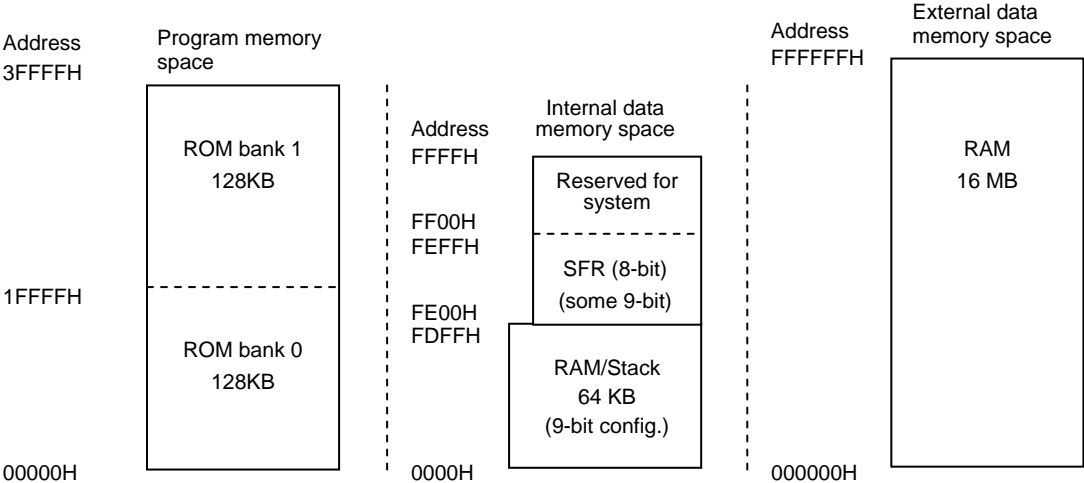 Address
3FFFFH
Program memory
space
ROM bank 1
128KB
1FFFFH
ROM bank 0
128KB
00000H
Address
FFFFH
Internal data
memory space
Reserved for
system
FF00H
FEFFH
SFR (8-bit)
(some 9-bit)
FE00H
FDFFH
RAM/Stack
64 KB
(9-bit config.)
0000H
Address
FFFFFFH
External data
memory space
RAM
16 MB
000000H